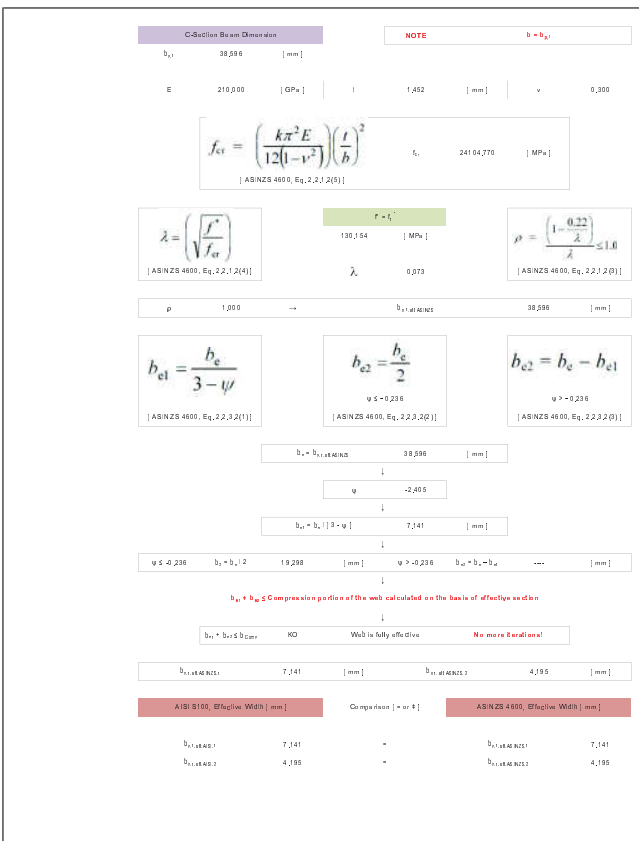 C-Section Beam Dimension NOTE b = bₙ,₁
38,596 [ mm ]
E 210,000 [ GPa ] t 1,452 [ mm ] ν 0,300
f_cr = ( kπ²E / 12(1−ν²) ) ( t / b )² f_cr 24104,770 [ MPa ]
[ AS/NZS 4600, Eq. 2.2.1.2(5) ]
130,154 [ MPa ]
λ = ( √( f* / f_cr ) ) ρ = ( 1 − 0.22 / λ ) / λ ≤ 1.0
[ AS/NZS 4600, Eq. 2.2.1.2(4) ] λ 0,073 [ AS/NZS 4600, Eq. 2.2.1.2(3) ]
ρ 1,000 → 38,596 [ mm ]
b_e1 = b_e / 3 − ψ b_e2 = b_e / 2 b_e2 = b_e − b_e1
ψ ≤ -0,236 ψ > -0,236
[ AS/NZS 4600, Eq. 2.2.3.2(1) ] [ AS/NZS 4600, Eq. 2.2.3.2(2) ] [ AS/NZS 4600, Eq. 2.2.3.2(3) ]
38,596 [ mm ]
↓
ψ -2,405
↓
b_e1 = b_e / [ 3 - ψ ] 7,141 [ mm ]
↓
ψ ≤ -0,236 b₂ = b_e / 2 19,298 [ mm ] ψ > -0,236 b_e2 = b_e – b_e1 ---- [ mm ]
↓
b_e1 + b_e2 ≤ Compression portion of the web calculated on the basis of effective section
↓
b_e1 + b_e2 ≤ b_Comp KO Web is fully effective No more iterations!
7,141 [ mm ] 4,195 [ mm ]
AISI S100, Effective Width [ mm ] Comparison [ = or ‡ ] AS/NZS 4600, Effective Width [ mm ]
7,141 = 7,141
4,195 = 4,195